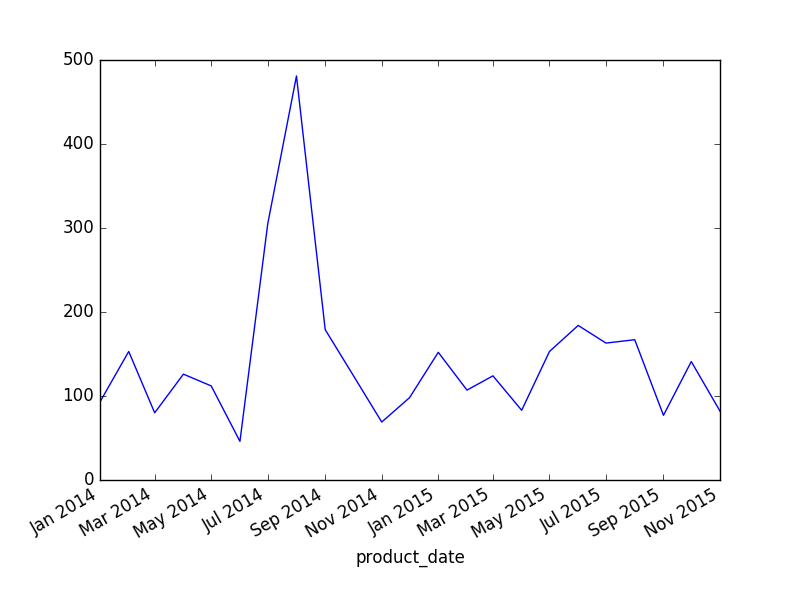 500
400
300
200
100
0
Jan 2014
Mar 2014
May 2014
Jul 2014
Sep 2014
Nov 2014
Jan 2015
Mar 2015
May 2015
Jul 2015
Sep 2015
Nov 2015
product_date